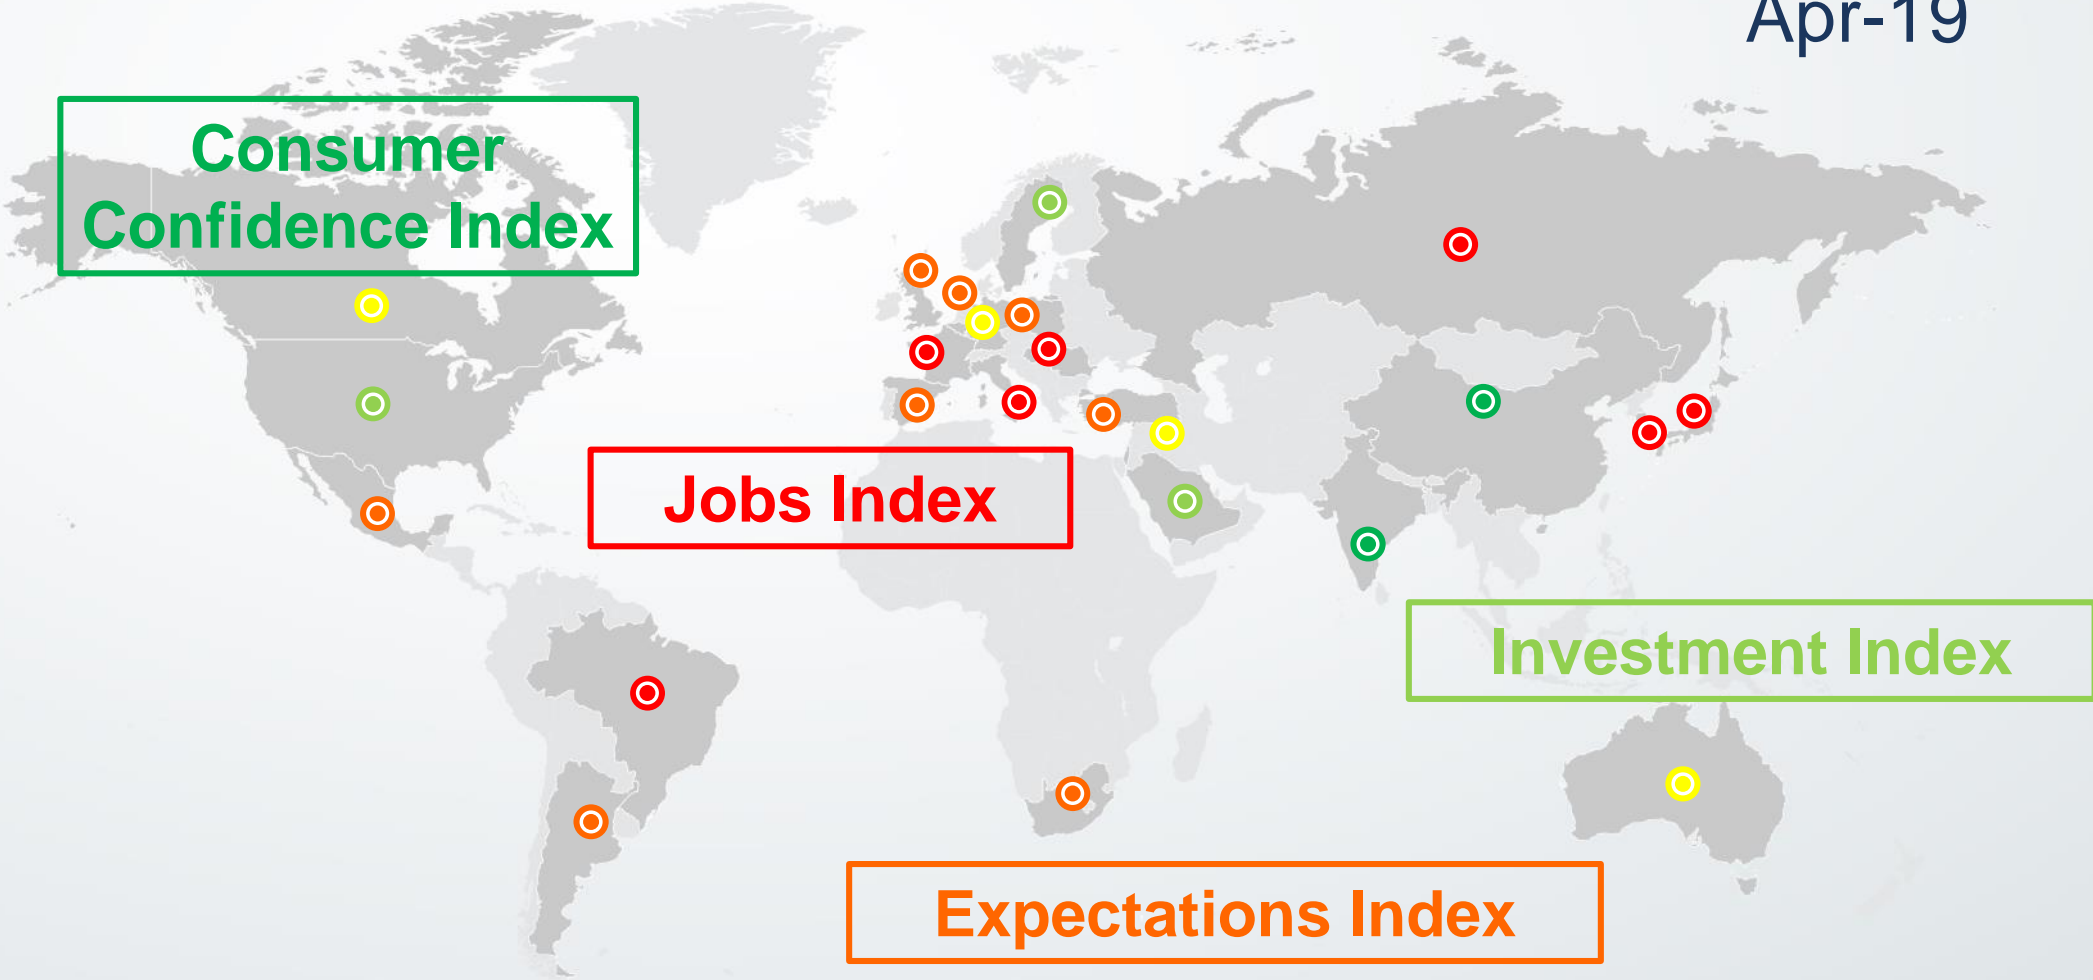 Apr-19
Consumer
Confidence Index
Jobs Index
Investment Index
Expectations Index